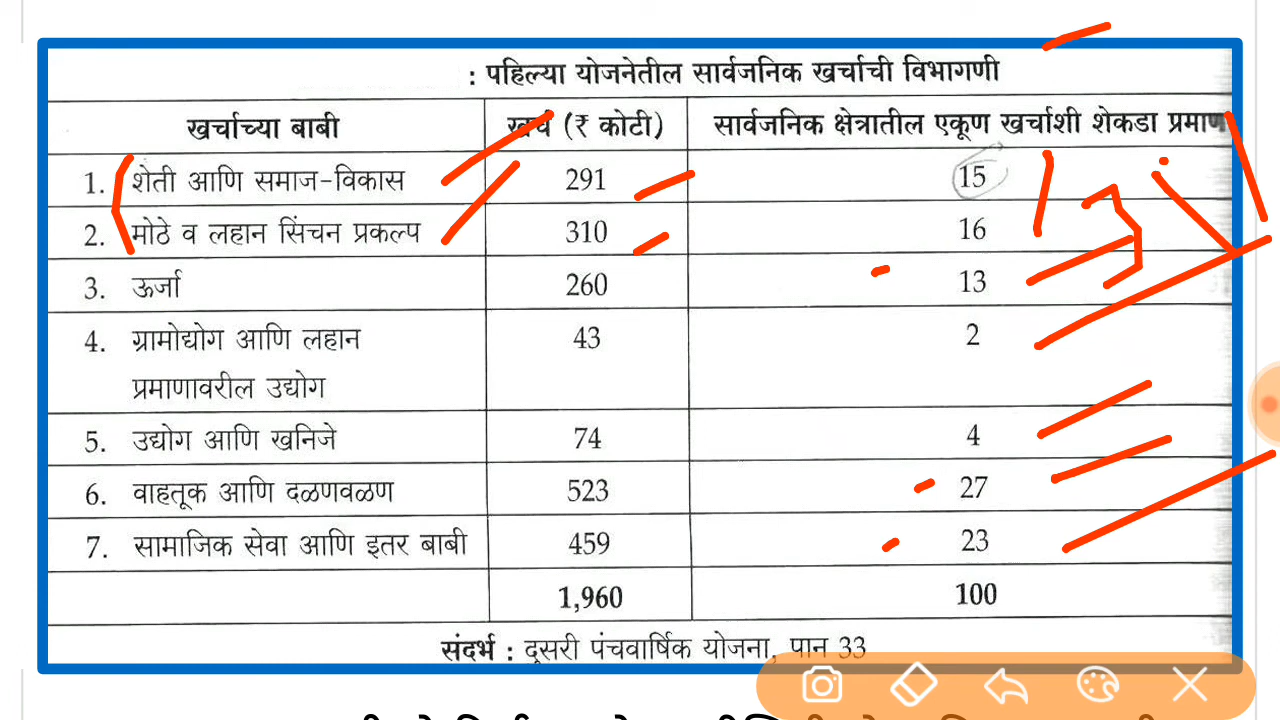 : पहिल्या योजनेतील सार्वजनिक खर्चाची विभागणी
खर्चाच्या बाबी खर्च (₹ कोटी) सार्वजनिक क्षेत्रातील एकूण खर्चाशी शेकडा प्रमाण
1. शेती आणि समाज-विकास 291 15
2. मोठे व लहान सिंचन प्रकल्प 310 16
3. ऊर्जा 260 13
4. ग्रामोद्योग आणि लहान 43 2
प्रमाणावरील उद्योग
5. उद्योग आणि खनिजे 74 4
6. वाहतूक आणि दळणवळण 523 27
7. सामाजिक सेवा आणि इतर बाबी 459 23
1,960 100
संदर्भ : दुसरी पंचवार्षिक योजना, पान 33